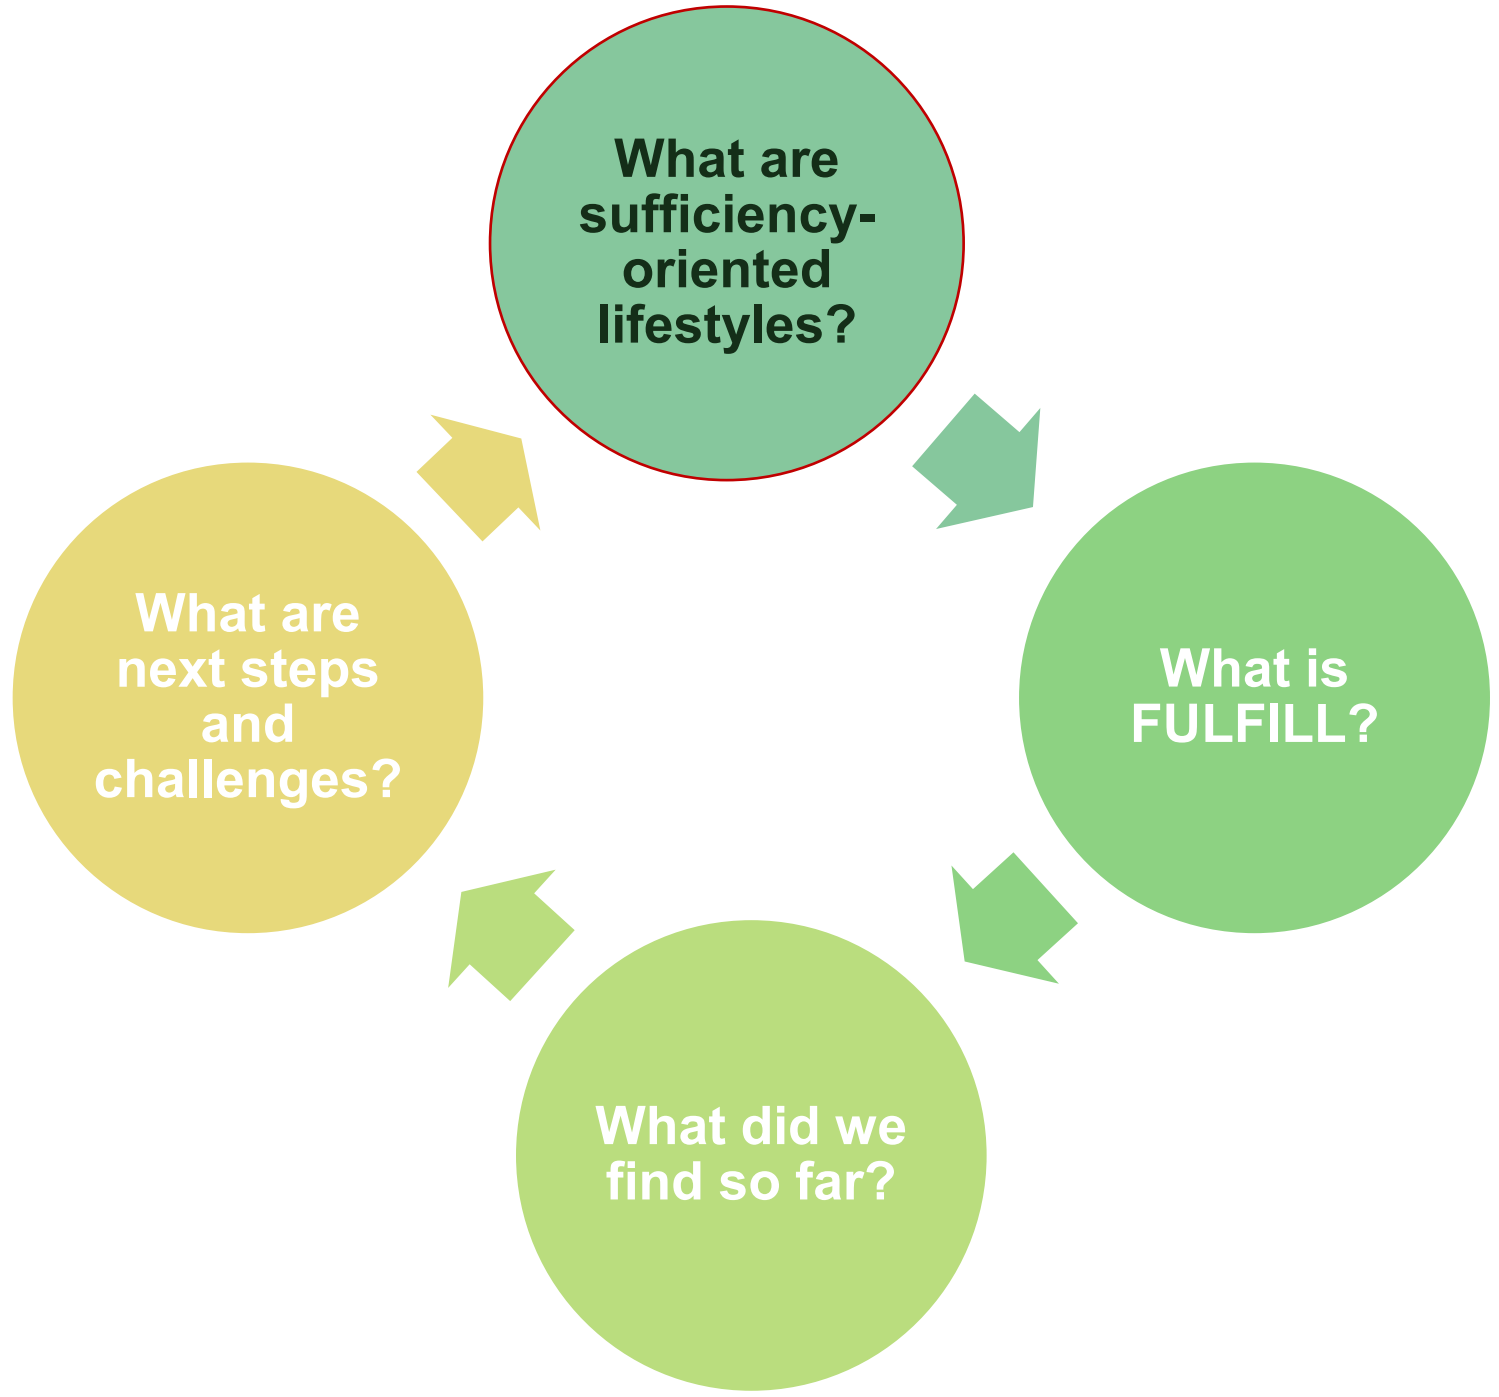 What are
sufficiency-
oriented
lifestyles?
What is
FULFILL?
What did we
find so far?
What are
next steps
and
challenges?